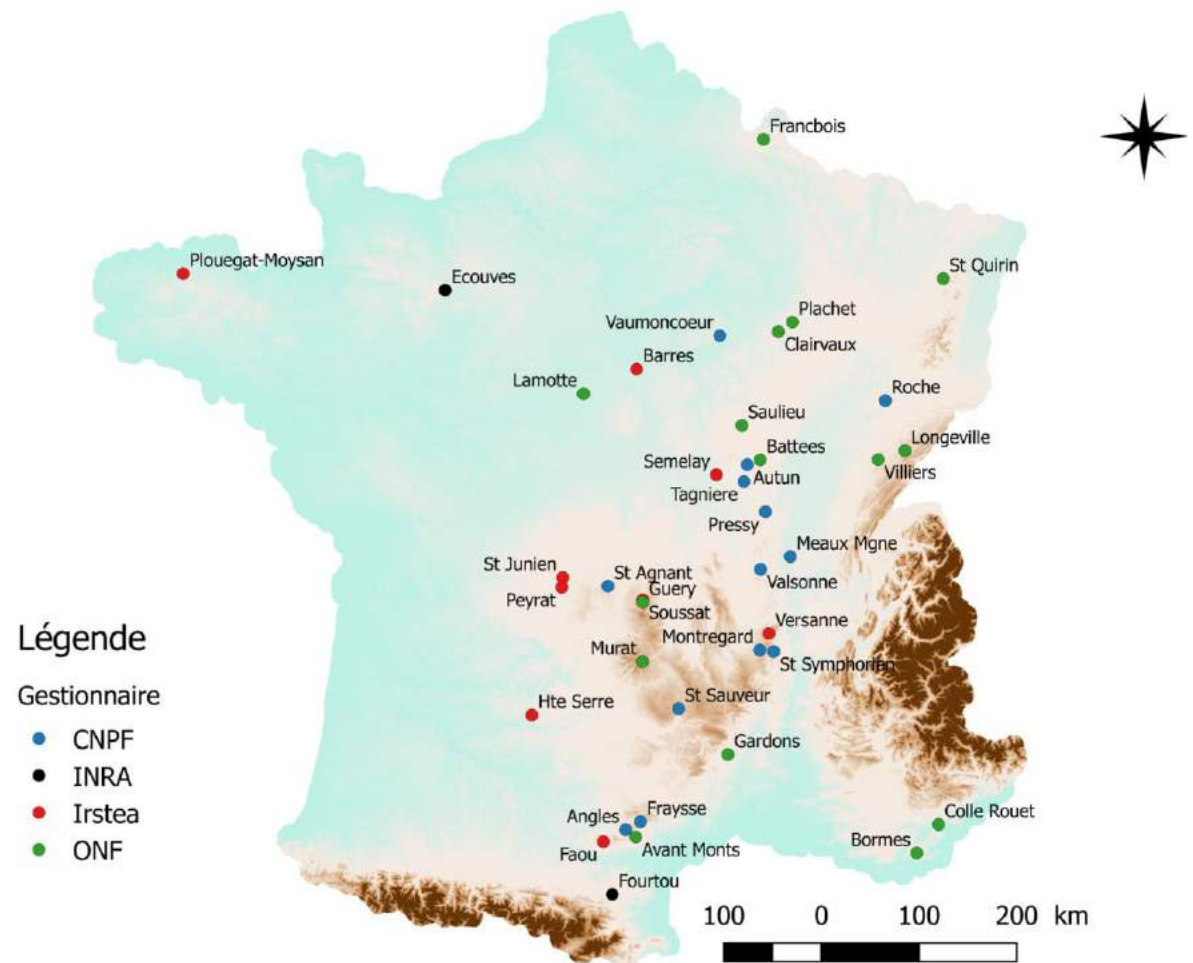 Francbois
Plouegat-Moysan
Ecouves
St Quirin
Plachet
Vaumoncoeur
Clairvaux
Barres
Lamotte
Roche
Saulieu
Longeville
Battees
Semelay
Villiers
Autun
Tagniere
Pressy
Meaux Mgne
St Junien
St Agnant
Valsonne
Peyrat
Guery
Soussat
Versanne
Légende
Montregard
Murat
St Symphorien
Gestionnaire
St Sauveur
Hte Serre
CNPF
Gardons
INRA
Irstea
Colle Rouet
Fraysse
Angles
Bormes
ONF
Avant Monts
Faou
Fourtou
100 0 100 200 km